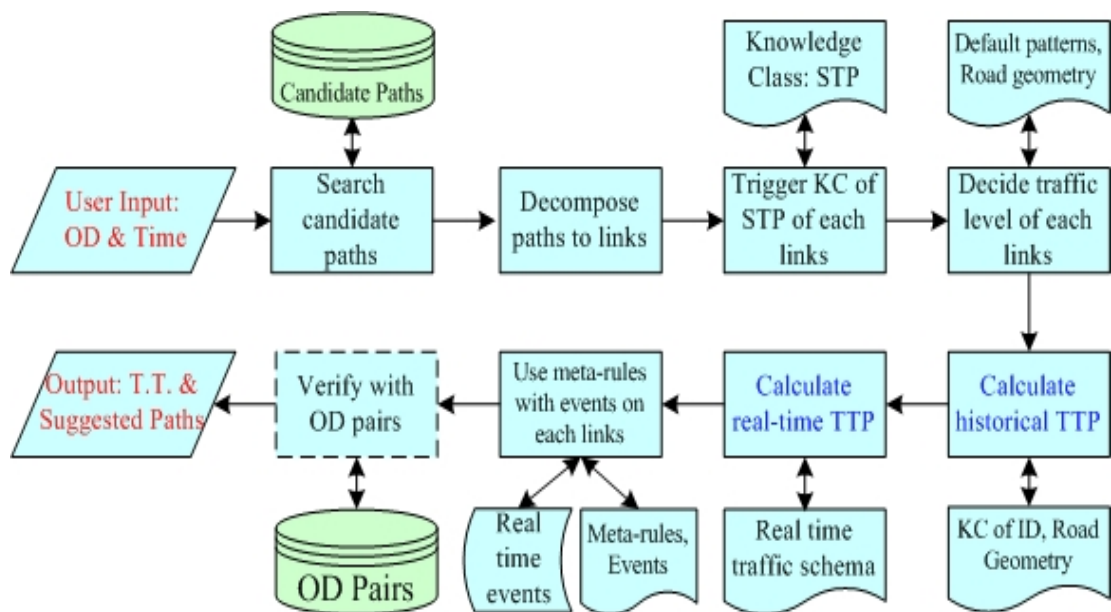 Candidate Paths
Knowledge
Class: STP
Default patterns,
Road geometry
User Input:
OD & Time
Search
candidate
paths
Decompose
paths to links
Trigger KC of
STP of each
links
Decide traffic
level of each
links
Output: T.T. &
Suggested Paths
Verify with
OD pairs
Use meta-rules
with events on
each links
Calculate
real-time TTP
Calculate
historical TTP
OD Pairs
Real
time
events
Meta-rules,
Events
Real time
traffic schema
KC of ID, Road
Geometry